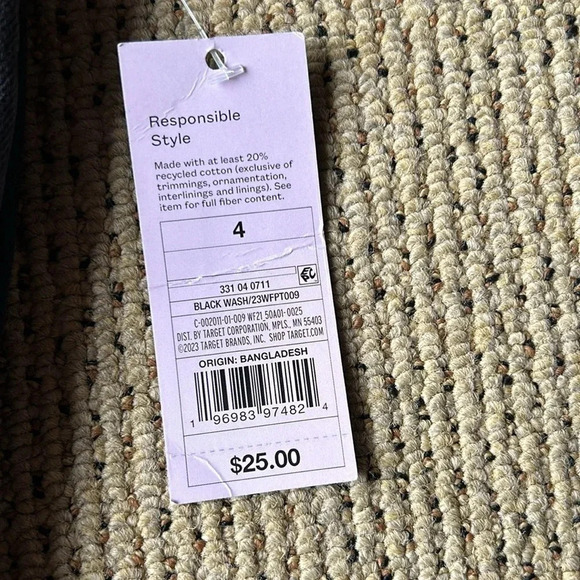 Responsible
Style
Made with at least 20%
recycled cotton (exclusive of
trimmings, ornamentation,
interlinings and linings). See
item for full fiber content.
4
331 04 0711
BLACK WASH/23WFPT009
C-002011-01-009 WF21_50A01-0025
DIST. BY TARGET CORPORATION, MPLS., MN 55403
©2023 TARGET BRANDS, INC. SHOP TARGET.COM
ORIGIN: BANGLADESH
1 96983 97482 4
$25.00